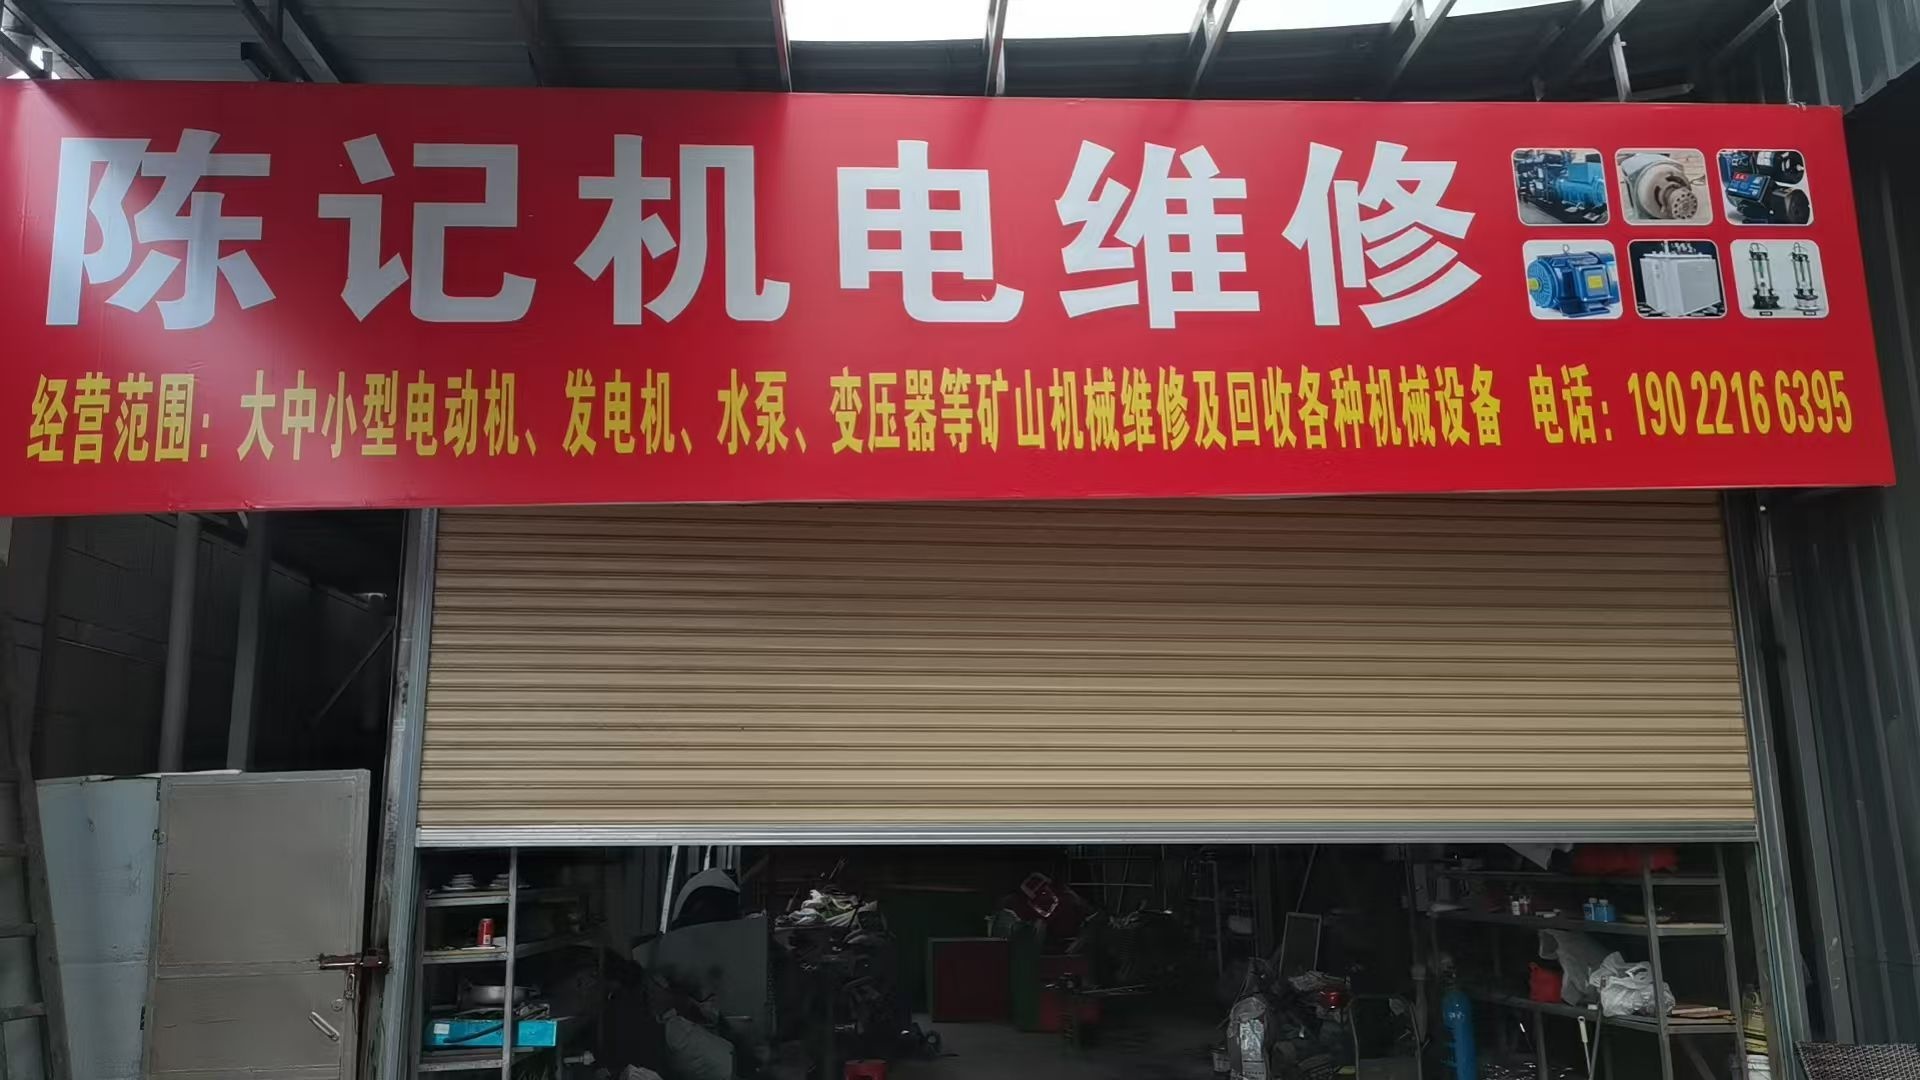 陈记机电维修
经营范围：大中小型电动机、发电机、水泵、变压器等矿山机械维修及回收各种机械设备 电话：190 2216 6395